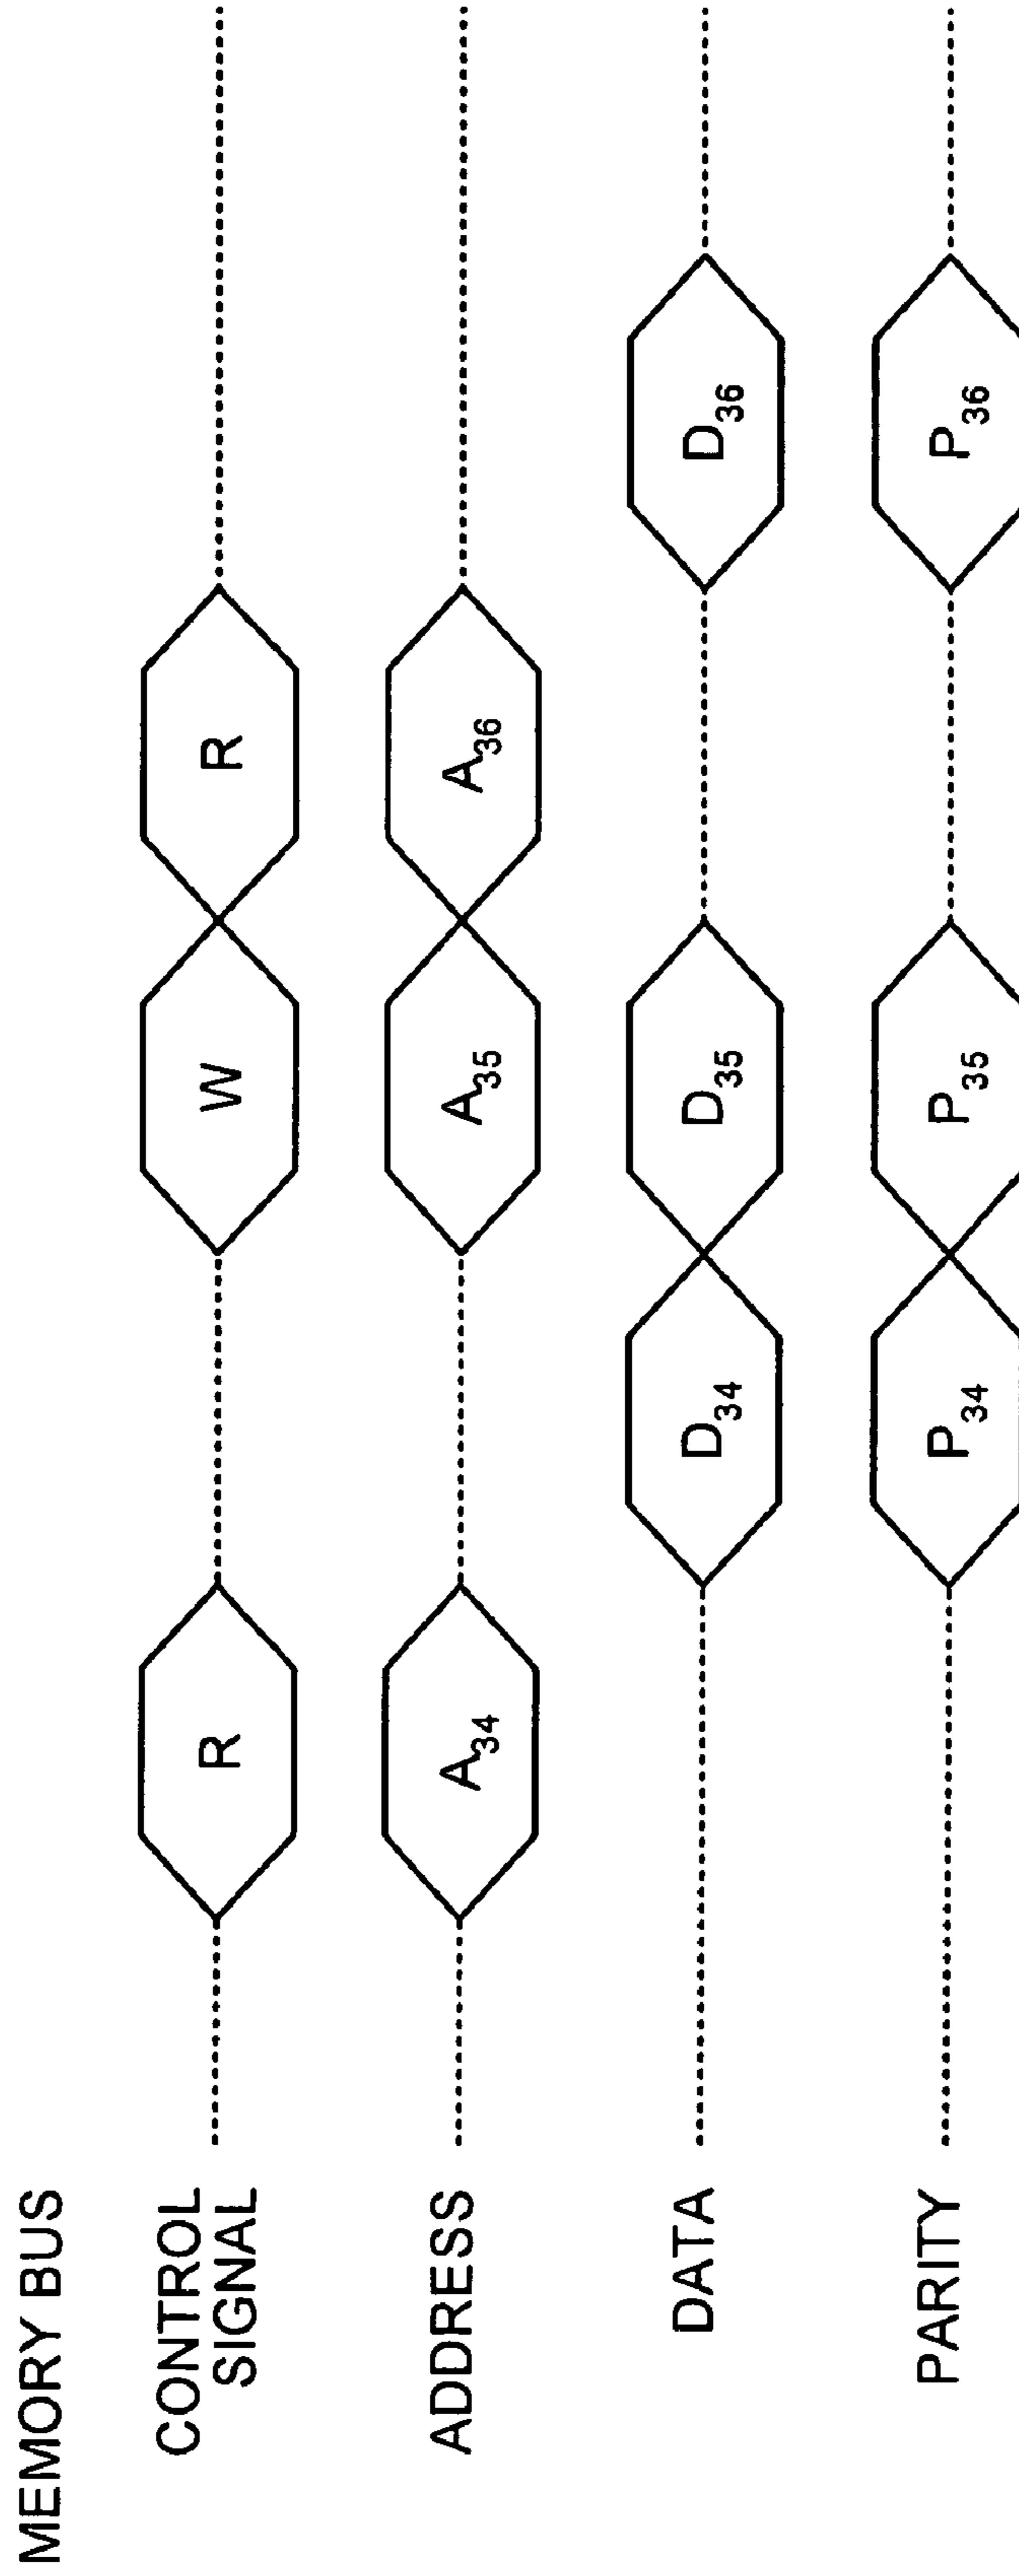 MEMORY BUS
CONTROL
SIGNAL
R
W
R
ADDRESS
A34
A35
A36
DATA
D34
D35
D36
PARITY
P34
P35
P36